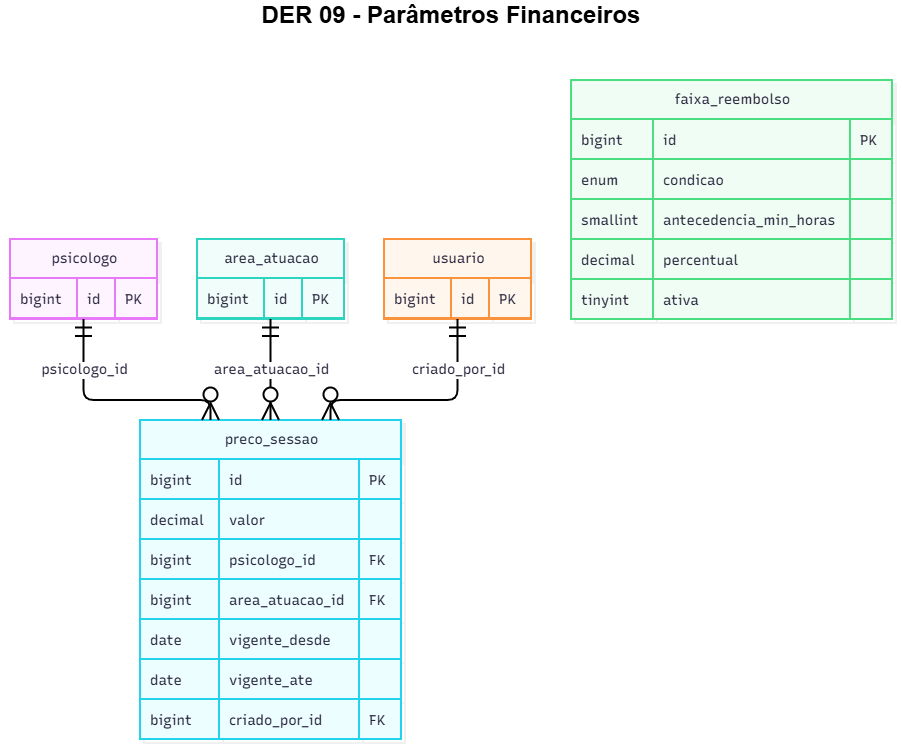 DER 09 - Parâmetros Financeiros
faixa_reembolso
bigint id PK
enum condicao
smallint antecedencia_min_horas
decimal percentual
tinyint ativa
psicologo
bigint id PK
area_atuacao
bigint id PK
usuario
bigint id PK
psicologo_id
area_atuacao_id
criado_por_id
preco_sessao
bigint id PK
decimal valor
bigint psicologo_id FK
bigint area_atuacao_id FK
date vigente_desde
date vigente_ate
bigint criado_por_id FK